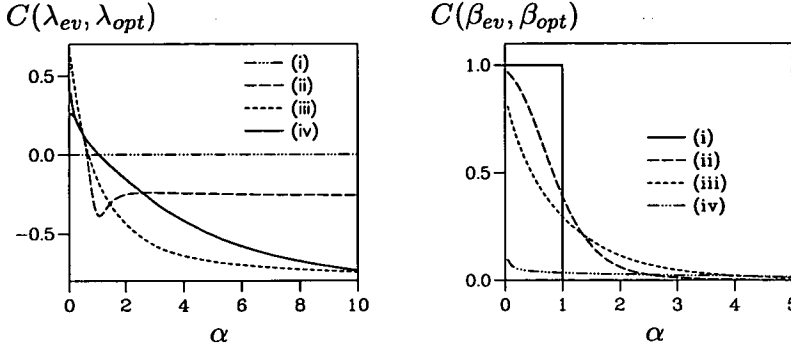 C(λ_ev, λ_opt)
0.5
0.0
−0.5
0
2
4
6
8
10
α
(i)
(ii)
(iii)
(iv)
C(β_ev, β_opt)
1.0
0.5
0.0
0
1
2
3
4
5
α
(i)
(ii)
(iii)
(iv)